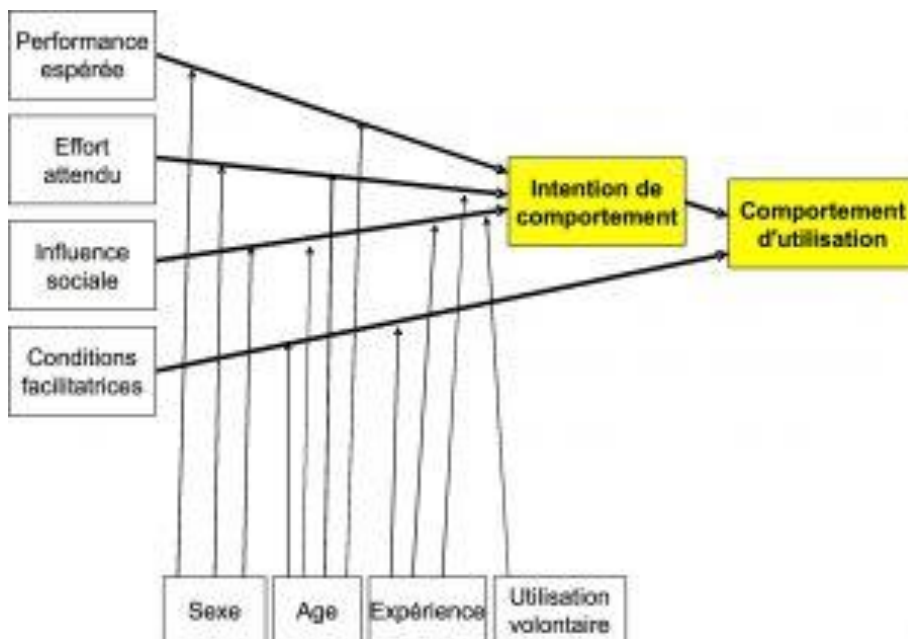 Performance
espérée
Effort
attendu
Influence
sociale
Conditions
facilitatrices
Intention de
comportement
Comportement
d'utilisation
Sexe
Age
Expérience
Utilisation
volontaire